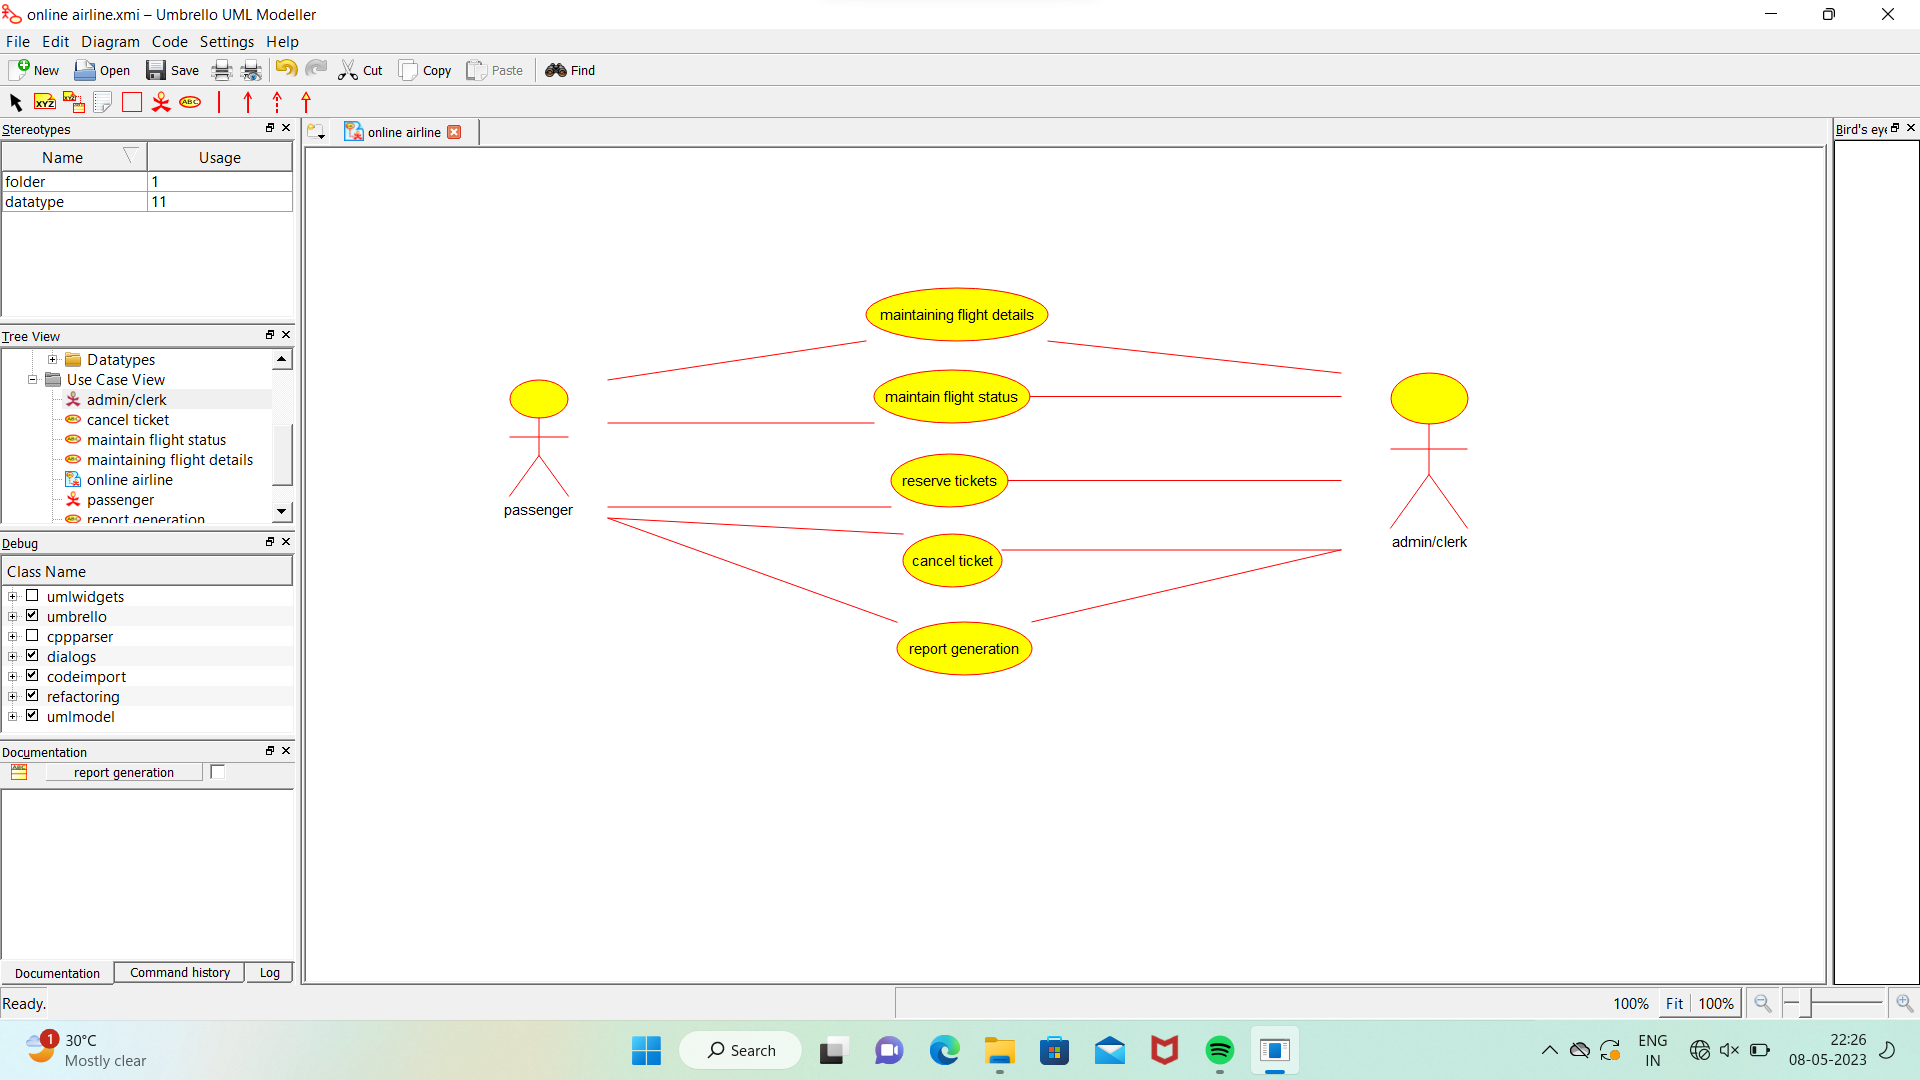 online airline.xmi – Umbrello UML Modeller
File Edit Diagram Code Settings Help
New Open Save Cut Copy Paste Find
XYZ XYZ ABC
Stereotypes
Name Usage
folder 1
datatype 11
Tree View
Datatypes
Use Case View
admin/clerk
cancel ticket
maintain flight status
maintaining flight details
online airline
passenger
report generation
Debug
Class Name
umlwidgets
umbrello
cppparser
dialogs
codeimport
refactoring
umlmodel
Documentation
report generation
Documentation Command history Log
online airline
maintaining flight details
maintain flight status
reserve tickets
cancel ticket
report generation
passenger
admin/clerk
Bird's eye
Ready.
100% Fit 100%
1
30°C
Mostly clear
Search
ENG
IN
22:26
08-05-2023